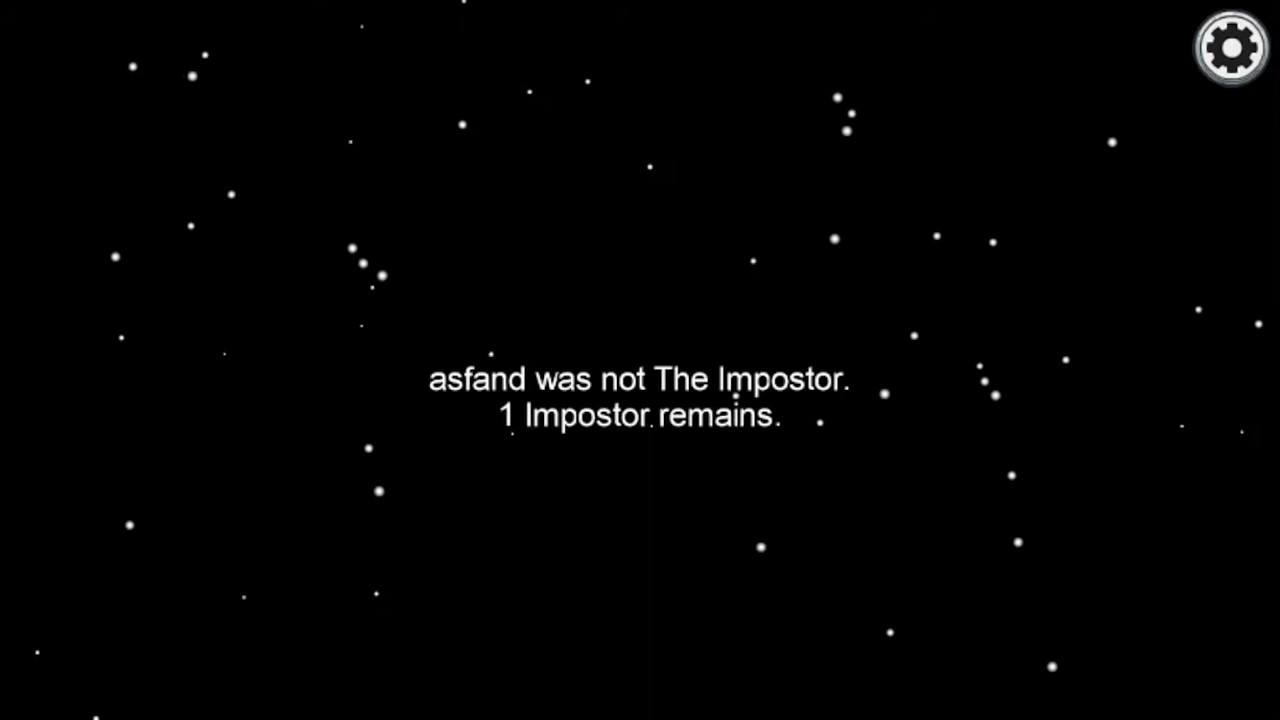 asfand was not The Impostor.
1 Impostor remains.